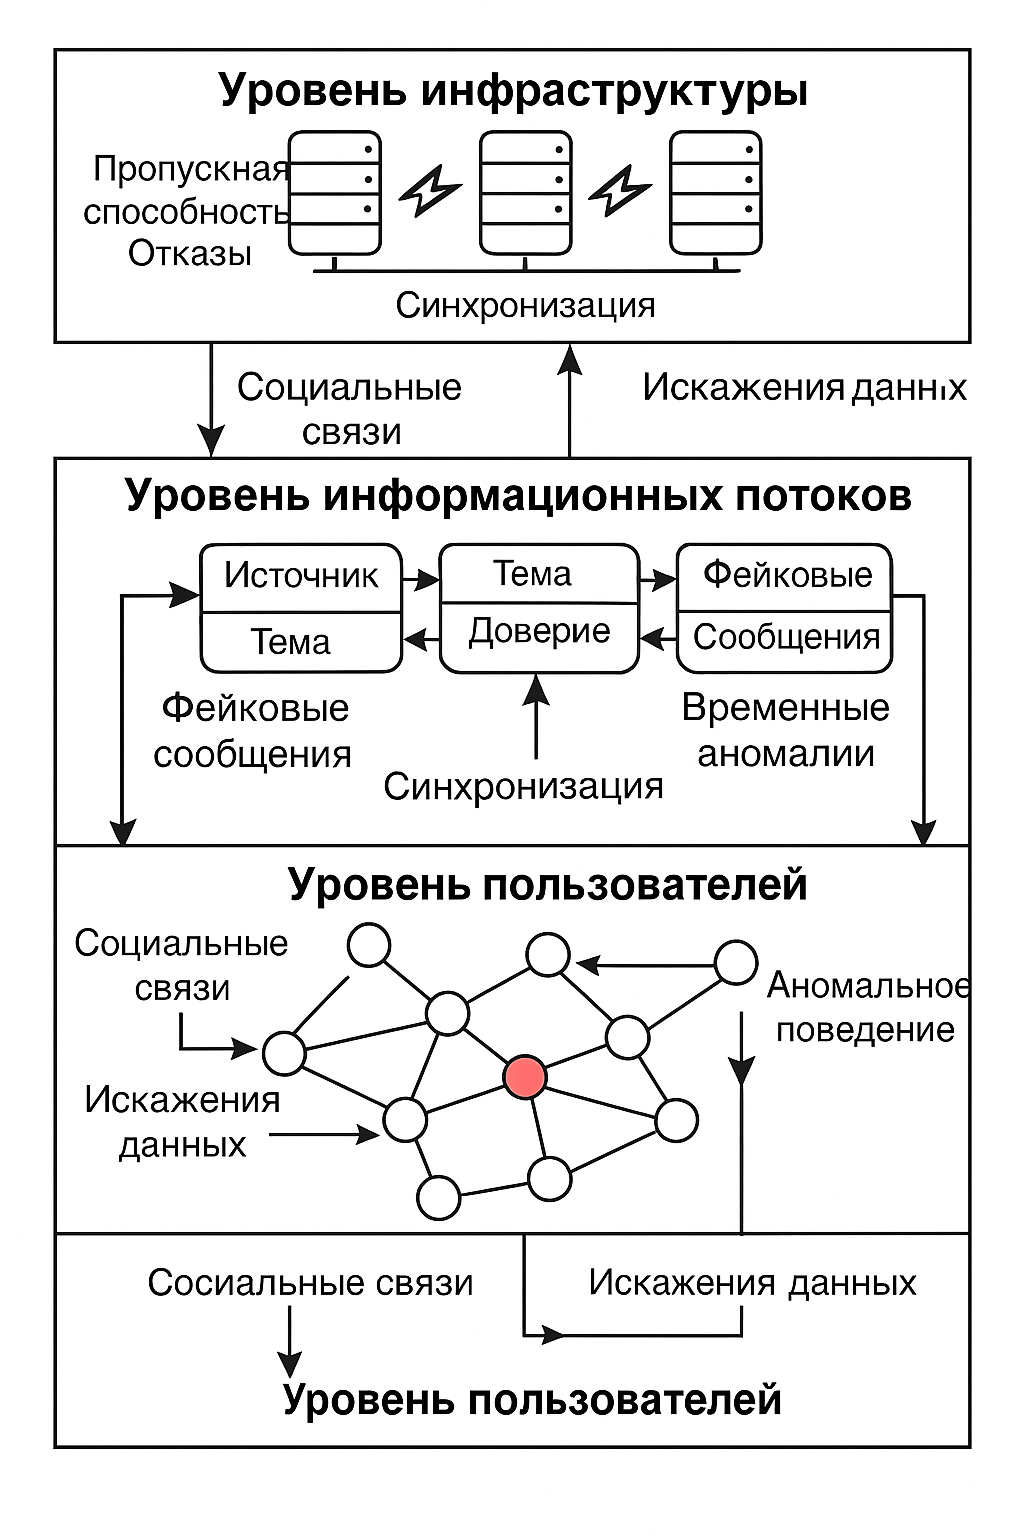 Уровень инфраструктуры
Пропускная
способность
Отказы
Синхронизация
Социальные
связи
Искажения
Уровень информационных потоков
Источник
Тема
Тема
Доверие
Фейковые
Сообщения
Фейковые
сообщения
Временные
аномалии
Синхронизация
Уровень пользователей
Социальные
связи
Аномальное
поведение
Искажения
данных
Сосиальные связи
Искажения данных
Уровень пользователей